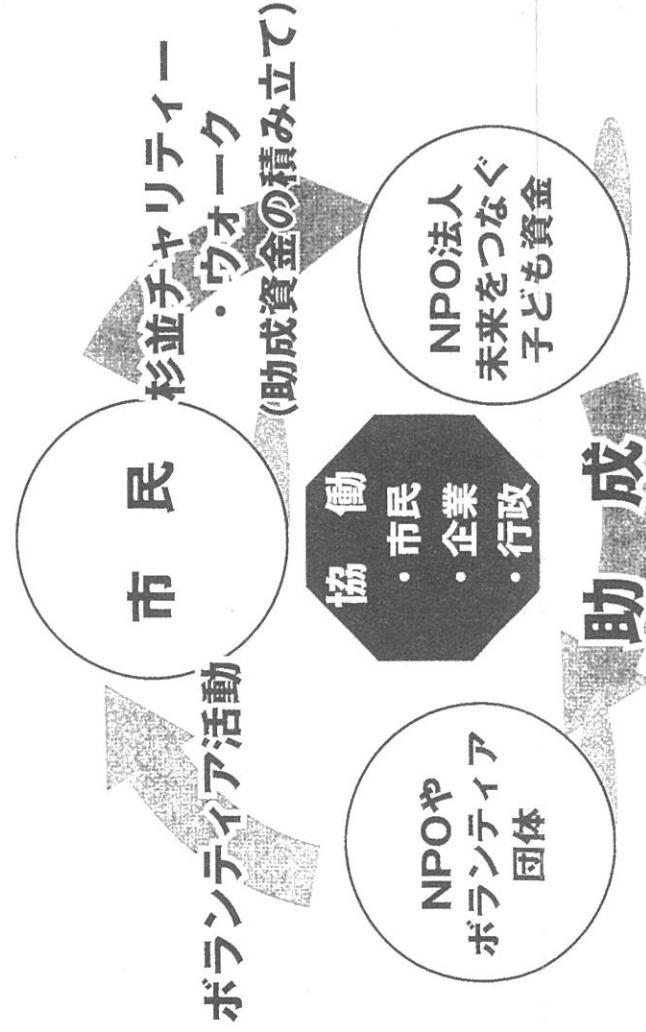 市 民
杉並チャリティー
・ウォーク
(助成資金の積み立て)
ボランティア活動
協 働
・市民
・企業
・行政
NPO法人
未来をつなぐ
子ども資金
NPOや
ボランティア
団体
助 成